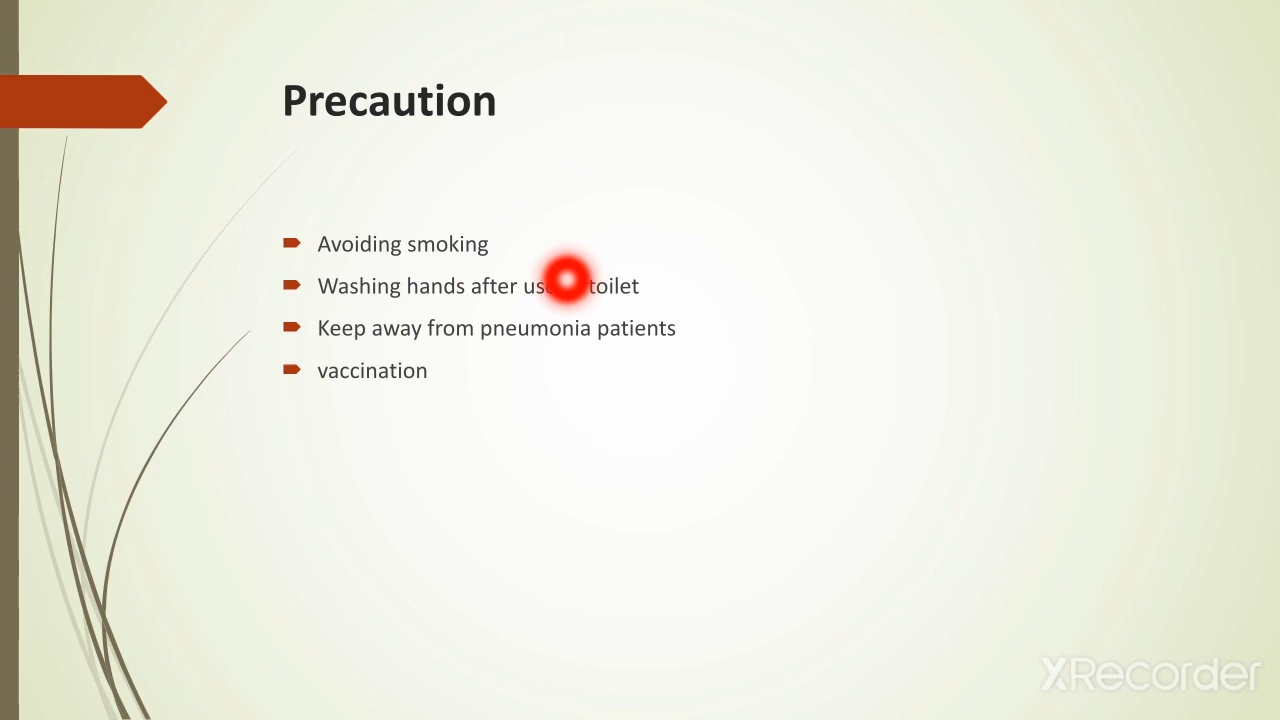 Precaution
Avoiding smoking
Washing hands after toilet
Keep away from pneumonia patients
vaccination
XRecorder